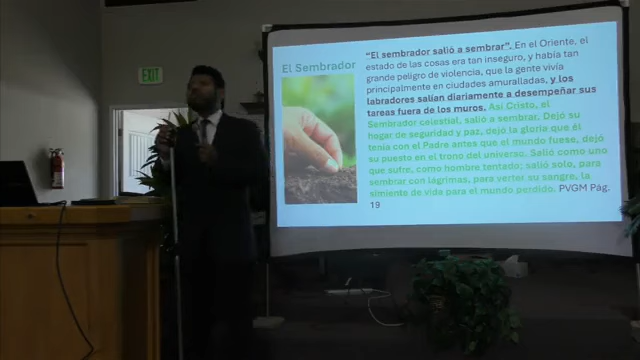 EXIT
El Sembrador
“El sembrador salió a sembrar”. En el Oriente, el
estado de las cosas era tan inseguro, y había tan
grande peligro de violencia, que la gente vivía
principalmente en ciudades amuralladas, y los
labradores salían diariamente a desempeñar sus
tareas fuera de los muros. Así Cristo, el
Sembrador celestial, salió a sembrar. Dejó su
hogar de seguridad y paz, dejó la gloria que él
tenía con el Padre antes que el mundo fuese, dejó
su puesto en el trono del universo. Salió como uno
que sufre, como hombre tentado; salió solo, para
sembrar con lágrimas, para verter su sangre, la
simiente de vida para el mundo perdido. PVGM Pág.
19